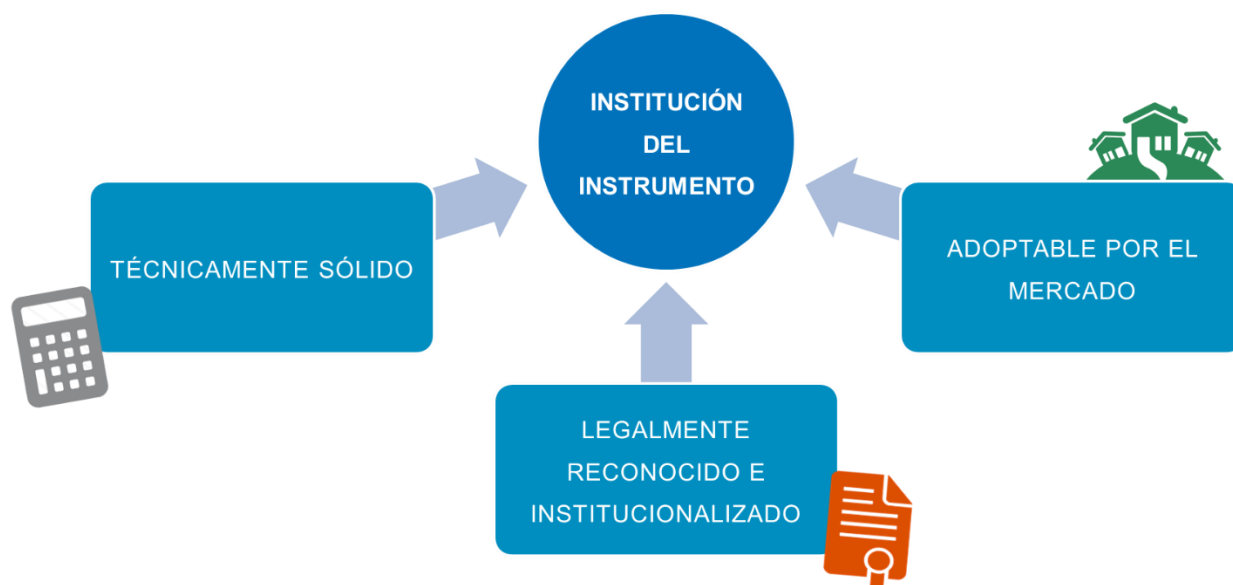 INSTITUCIÓN
DEL
INSTRUMENTO
TÉCNICAMENTE SÓLIDO
ADOPTABLE POR EL
MERCADO
LEGALMENTE
RECONOCIDO E
INSTITUCIONALIZADO